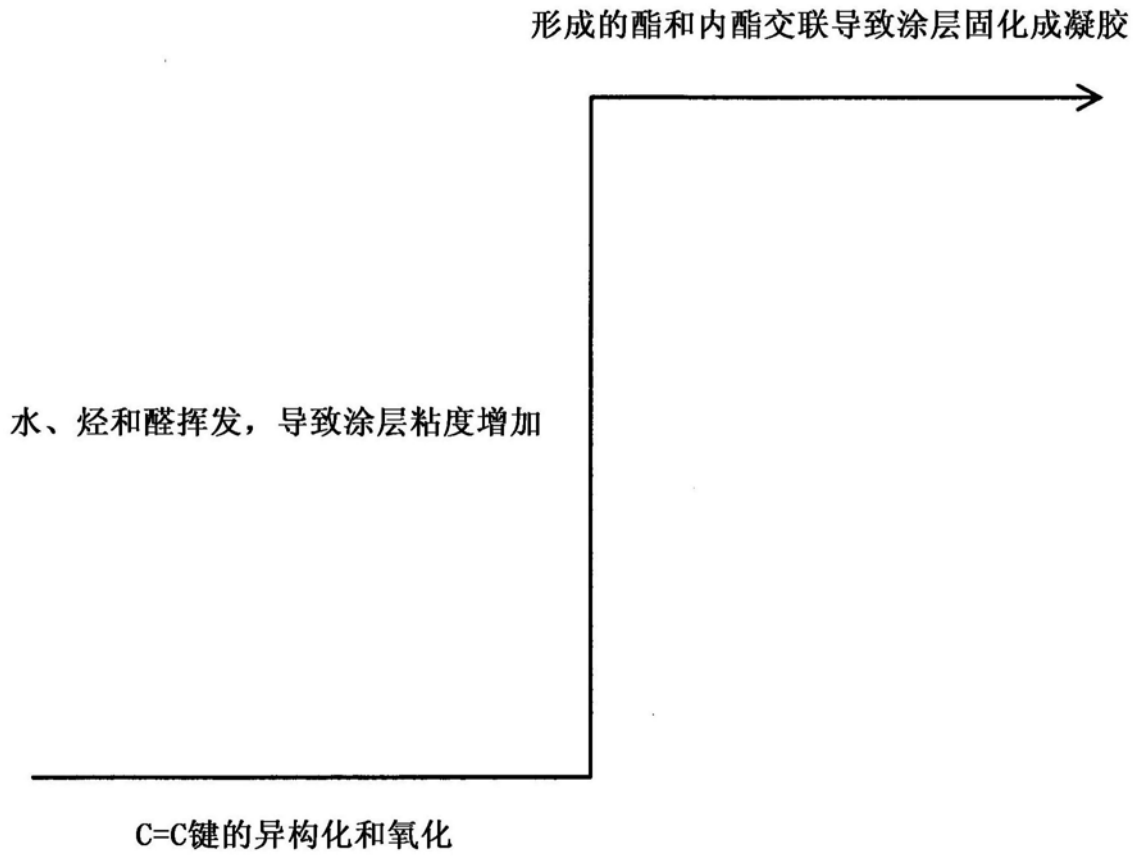 形成的酯和内酯交联导致涂层固化成凝胶
水、烃和醛挥发，导致涂层粘度增加
C=C键的异构化和氧化